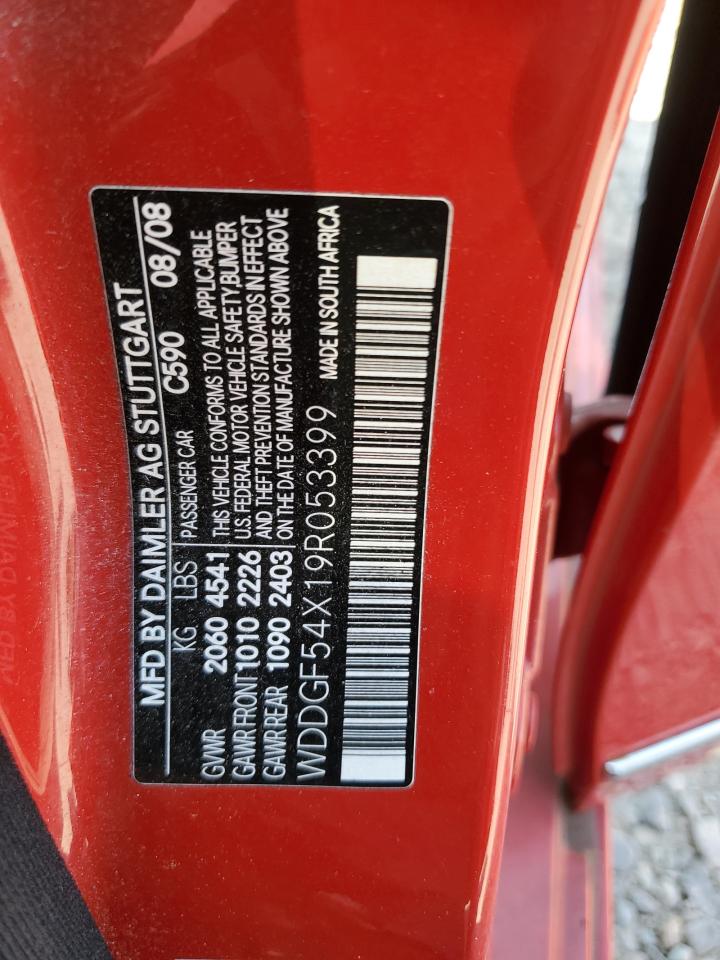 MFD BY DAIMLER AG STUTTGART
KG LBS C590 08/08
GVWR 2060 4541
GAWR FRONT 1010 2226
GAWR REAR 1090 2403
PASSENGER CAR
THIS VEHICLE CONFORMS TO ALL APPLICABLE
U.S. FEDERAL MOTOR VEHICLE SAFETY,BUMPER
AND THEFT PREVENTION STANDARDS IN EFFECT
ON THE DATE OF MANUFACTURE SHOWN ABOVE
WDDGF54X19R053399 MADE IN SOUTH AFRICA